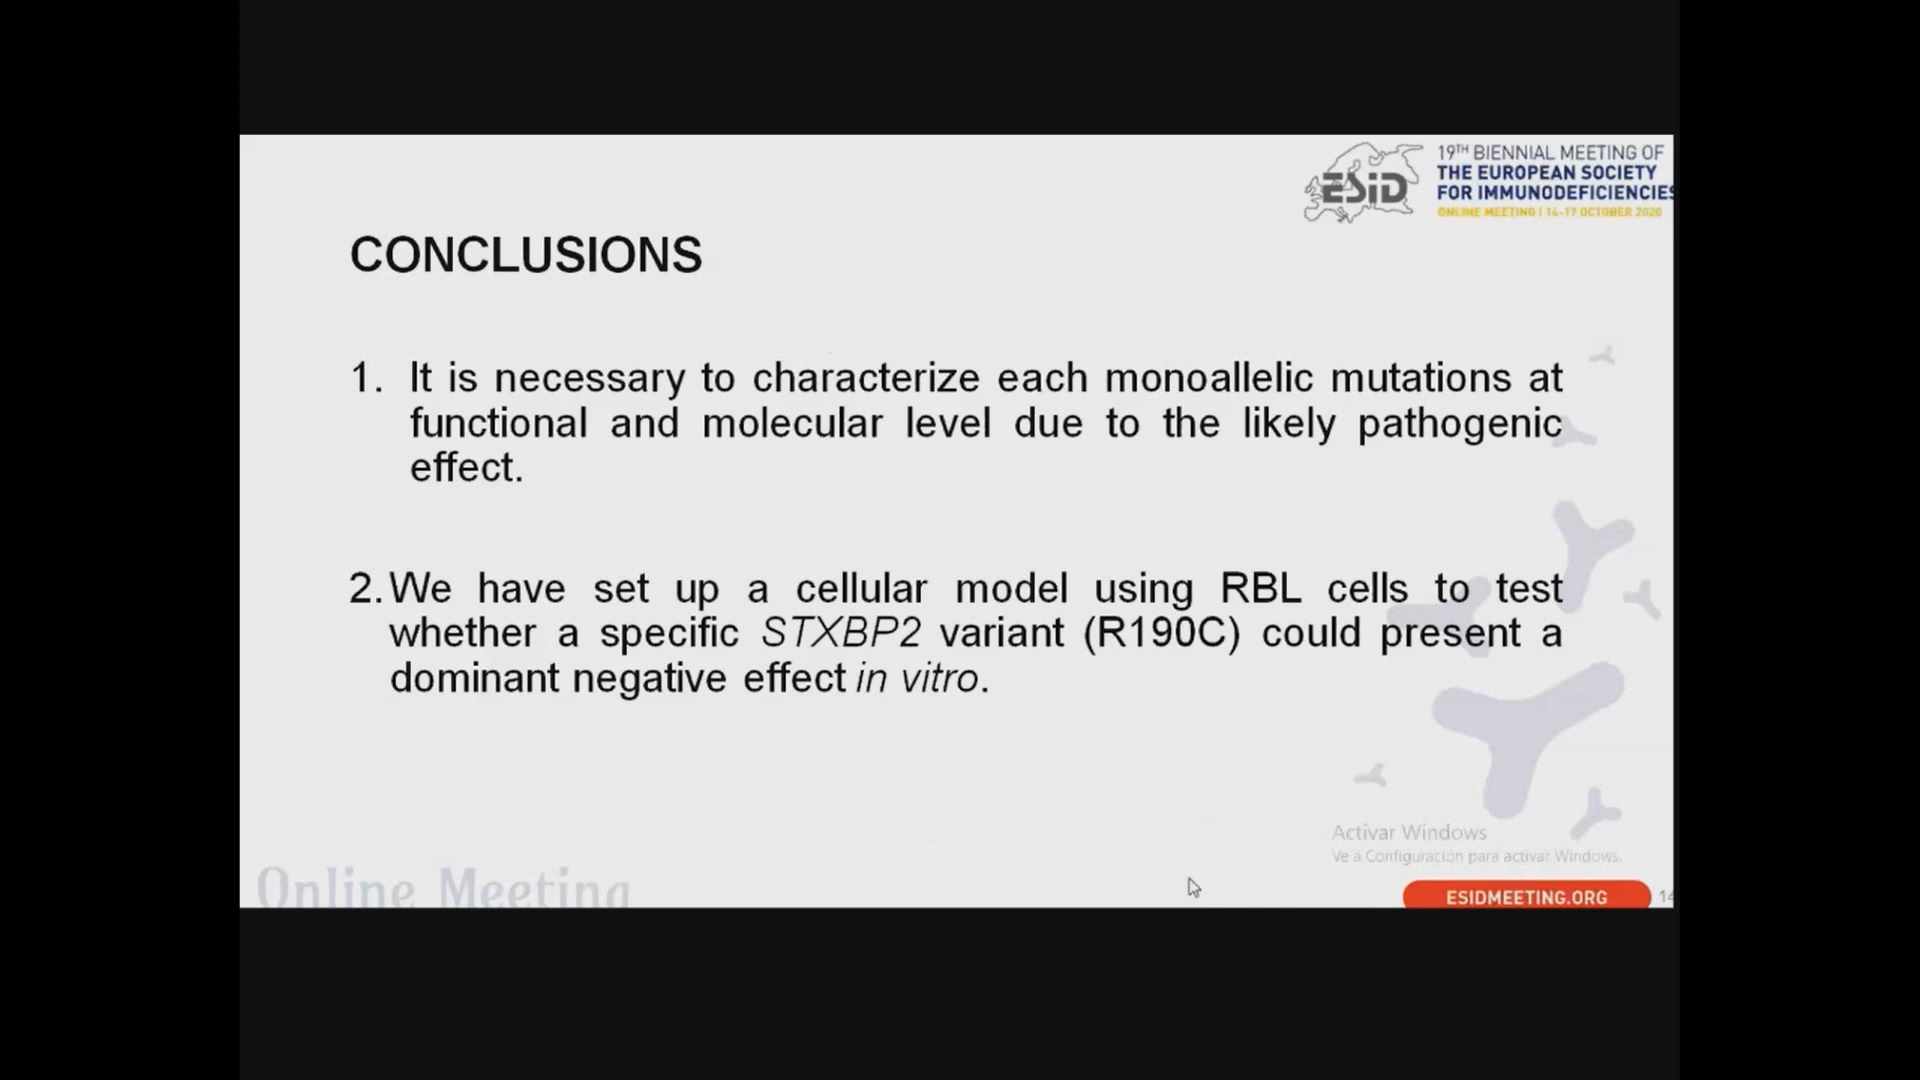 ESiD
19TH BIENNIAL MEETING OF
THE EUROPEAN SOCIETY
FOR IMMUNODEFICIENCIES
ONLINE MEETING | 14-17 OCTOBER 2020
CONCLUSIONS
1. It is necessary to characterize each monoallelic mutations at
functional and molecular level due to the likely pathogenic
effect.
2. We have set up a cellular model using RBL cells to test
whether a specific STXBP2 variant (R190C) could present a
dominant negative effect in vitro.
Activar Windows
Ve a Configuración para activar Windows.
Online Meeting
ESIDMEETING.ORG
14